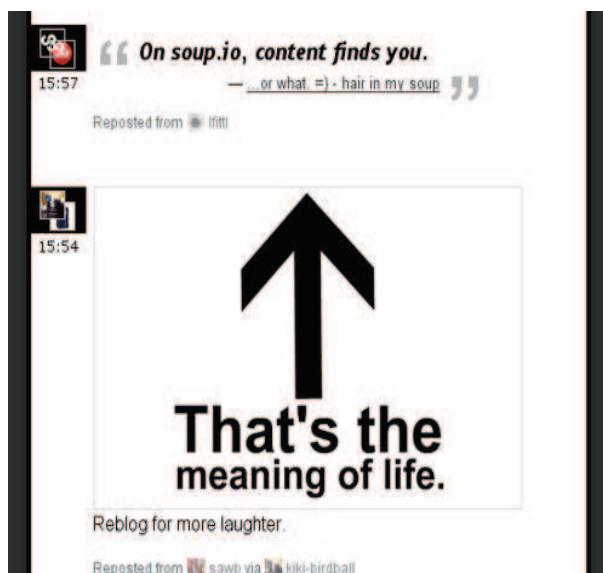 15:57
“ On soup.io, content finds you.
— ...or what. =) - hair in my soup ”
Reposted from lfittl
15:54
That's the
meaning of life.
Reblog for more laughter.
Reposted from sawb via kiki-birdball